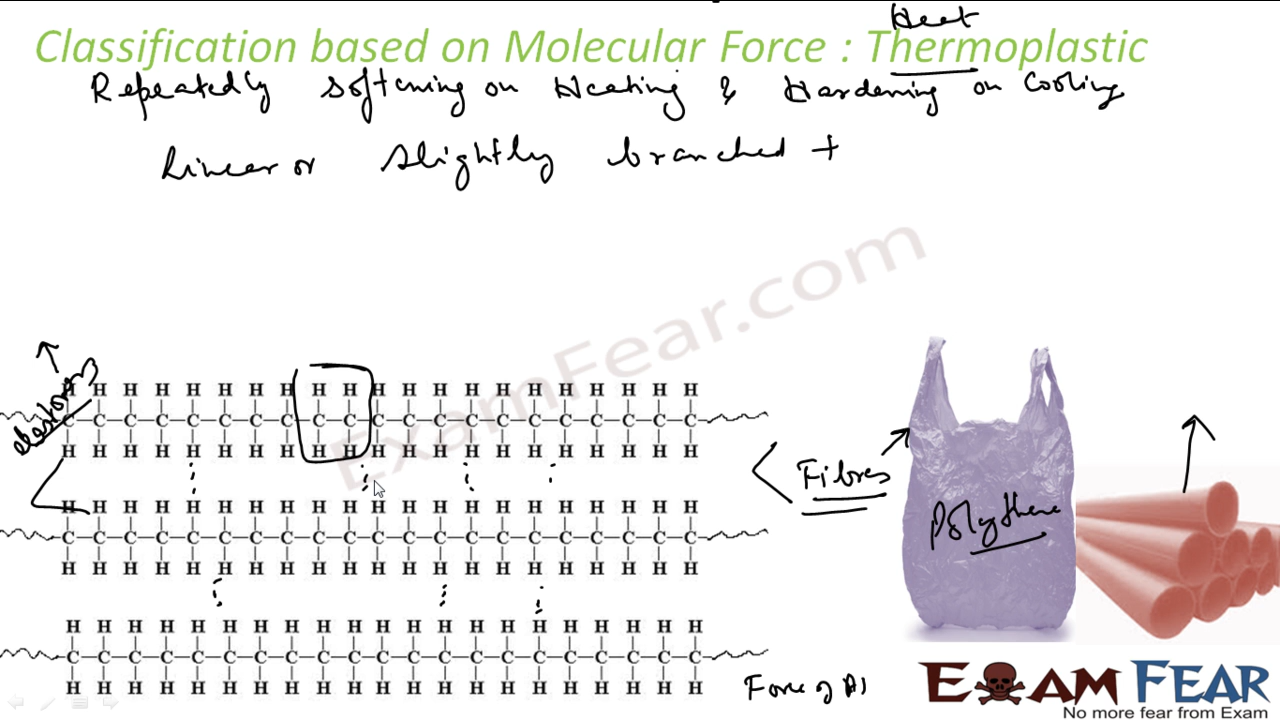 Heat
Classification based on Molecular Force : Thermoplastic
Repeatedly softening on Heating & Hardening on Cooling
Linear or slightly branched +
ExamFear.com
elastomer
H H H H H H H H H H H H H H H H H H H H H
C C C C C C C C C C C C C C C C C C C C C
H H H H H H H H H H H H H H H H H H H H H
< Fibres
Polythene
H H H H H H H H H H H H H H H H H H H H H
C C C C C C C C C C C C C C C C C C C C C
H H H H H H H H H H H H H H H H H H H H H
H H H H H H H H H H H H H H H H H H H H H
C C C C C C C C C C C C C C C C C C C C C
H H H H H H H H H H H H H H H H H H H H H
Force of
EXAM FEAR
No more fear from Exam